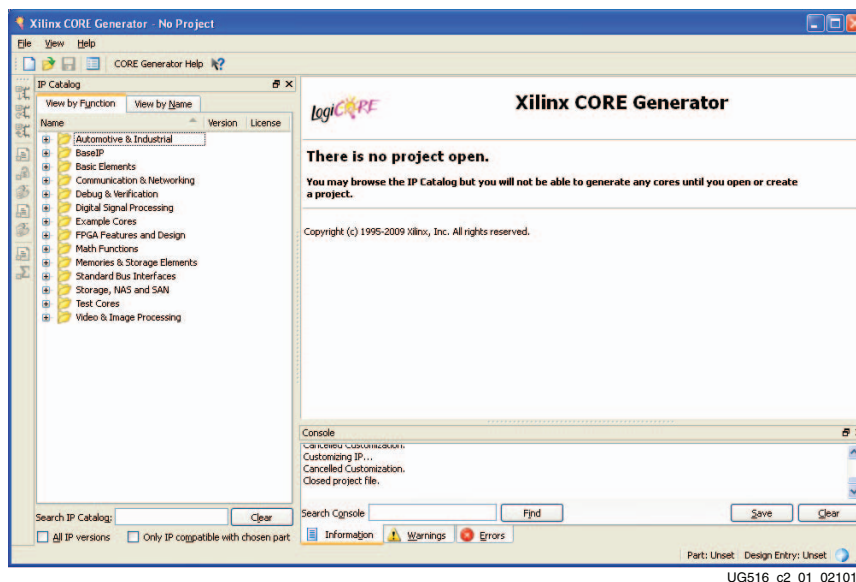 Xilinx CORE Generator - No Project
File View Help
CORE Generator Help
IP Catalog
View by Function View by Name
Name Version License
Automotive & Industrial
BaseIP
Basic Elements
Communication & Networking
Debug & Verification
Digital Signal Processing
Example Cores
FPGA Features and Design
Math Functions
Memories & Storage Elements
Standard Bus Interfaces
Storage, NAS and SAN
Test Cores
Video & Image Processing
Search IP Catalog: Clear
All IP versions Only IP compatible with chosen part
LogiCORE
Xilinx CORE Generator
There is no project open.
You may browse the IP Catalog but you will not be able to generate any cores until you open or create
a project.
Copyright (c) 1995-2009 Xilinx, Inc. All rights reserved.
Console
Cancelled Customization.
Customizing IP...
Cancelled Customization.
Closed project file.
Search Console Find Save Clear
Information Warnings Errors
Part: Unset Design Entry: Unset
UG516_c2_01_02101